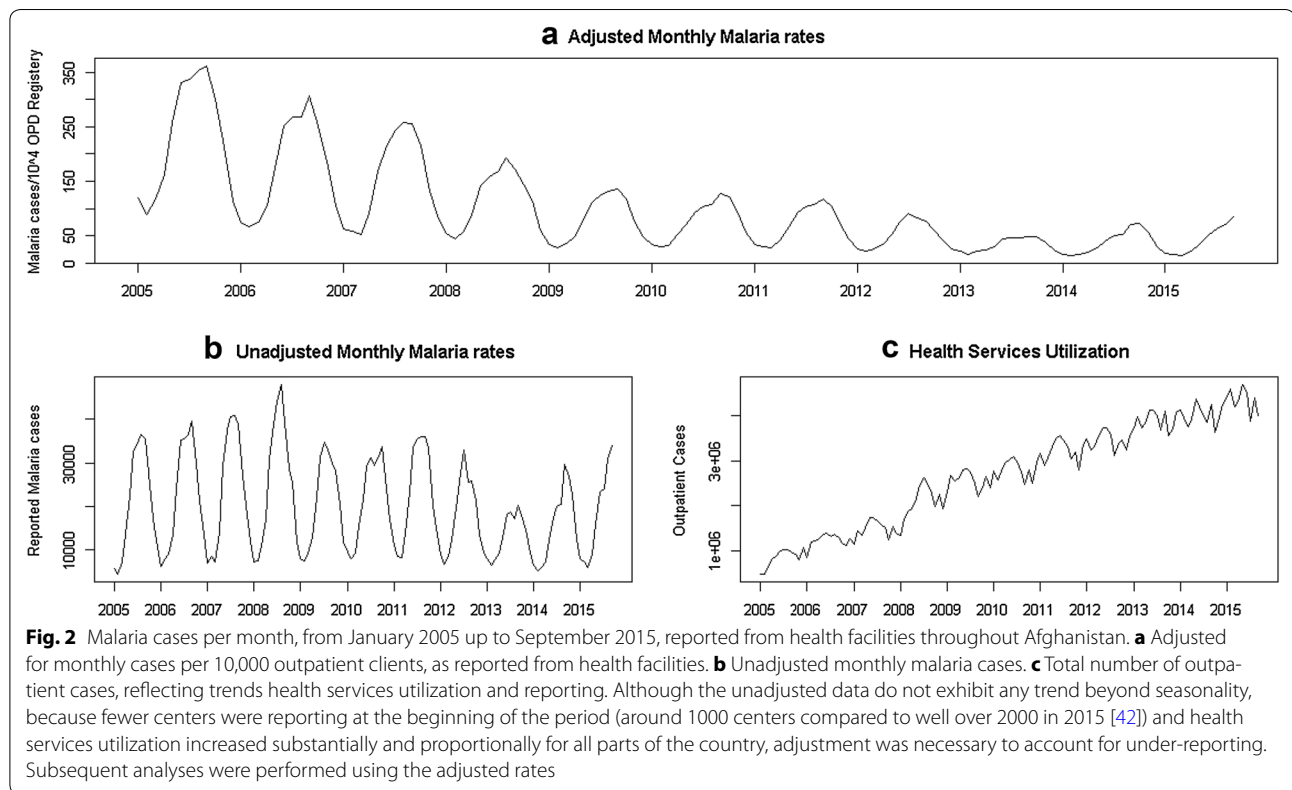 a Adjusted Monthly Malaria rates
Malaria cases/10^4 OPD Registery
350
250
150
50
0
2005 2006 2007 2008 2009 2010 2011 2012 2013 2014 2015
b Unadjusted Monthly Malaria rates
Reported Malaria cases
30000
10000
2005 2006 2007 2008 2009 2010 2011 2012 2013 2014 2015
c Health Services Utilization
Outpatient Cases
3e+06
1e+06
2005 2006 2007 2008 2009 2010 2011 2012 2013 2014 2015
Fig. 2 Malaria cases per month, from January 2005 up to September 2015, reported from health facilities throughout Afghanistan. a Adjusted
for monthly cases per 10,000 outpatient clients, as reported from health facilities. b Unadjusted monthly malaria cases. c Total number of outpa-
tient cases, reflecting trends health services utilization and reporting. Although the unadjusted data do not exhibit any trend beyond seasonality,
because fewer centers were reporting at the beginning of the period (around 1000 centers compared to well over 2000 in 2015 [42]) and health
services utilization increased substantially and proportionally for all parts of the country, adjustment was necessary to account for under-reporting.
Subsequent analyses were performed using the adjusted rates